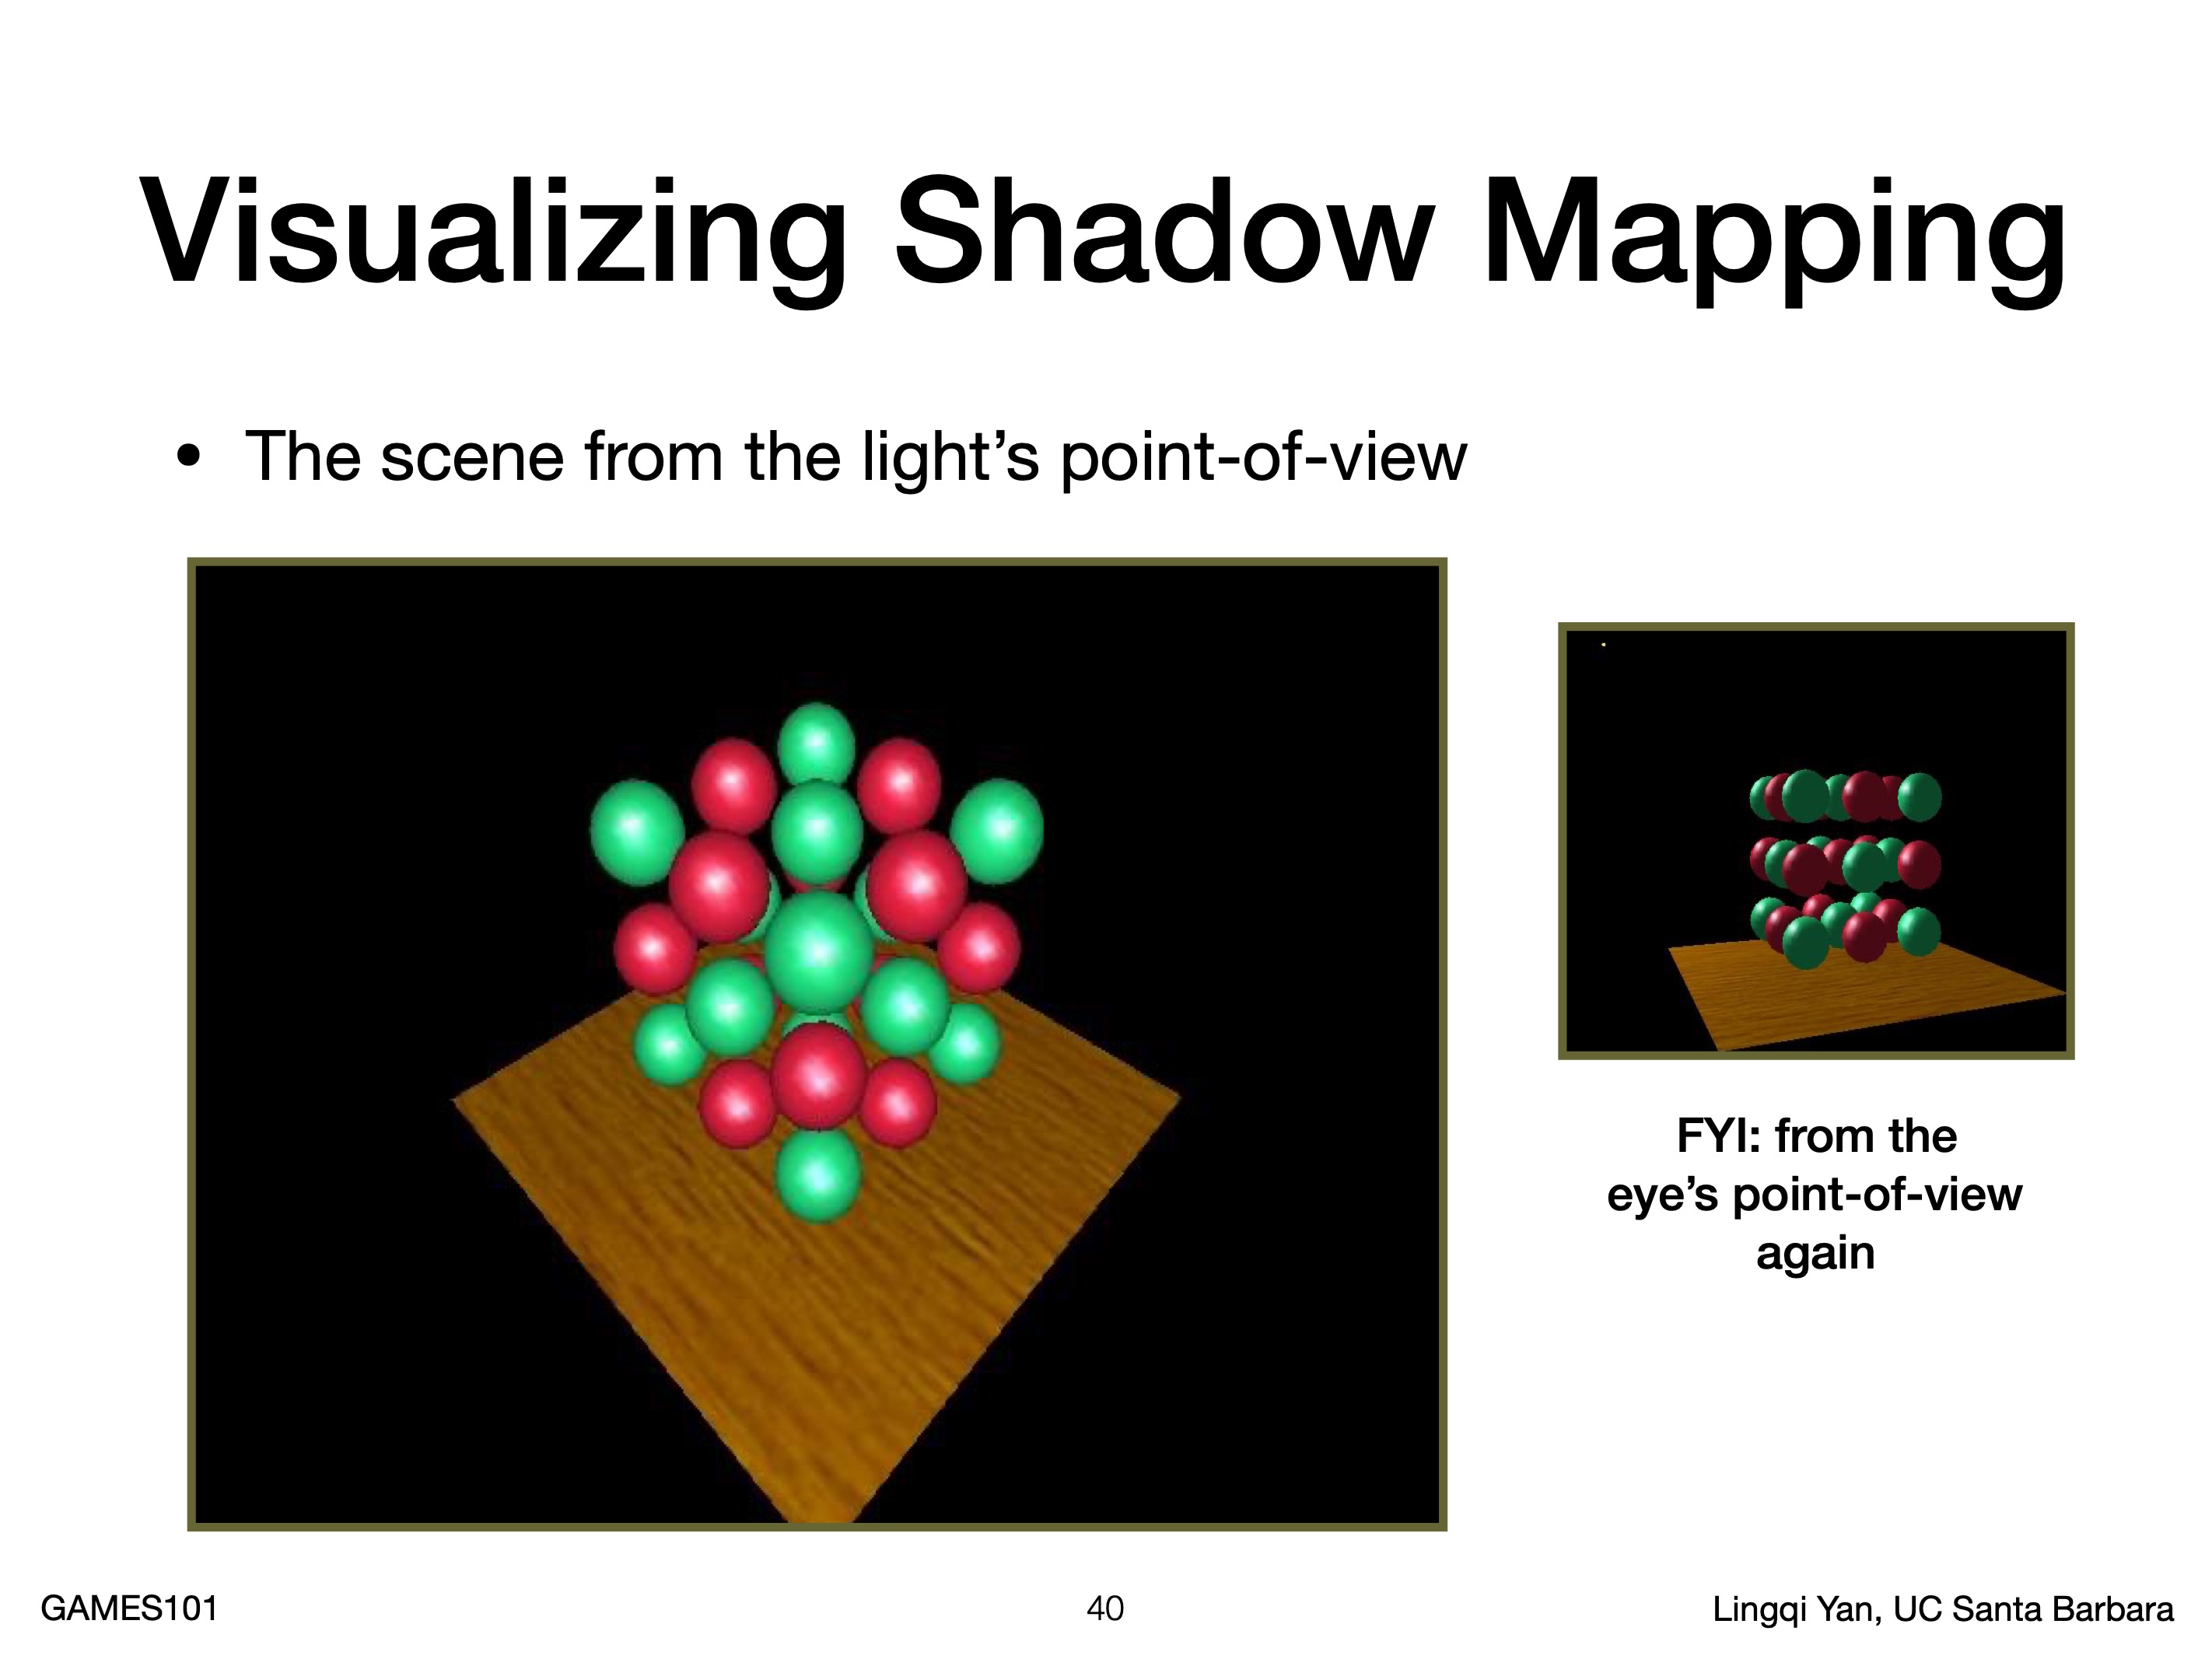 Visualizing Shadow Mapping
• The scene from the light’s point-of-view
FYI: from the
eye’s point-of-view
again
GAMES101
40
Lingqi Yan, UC Santa Barbara